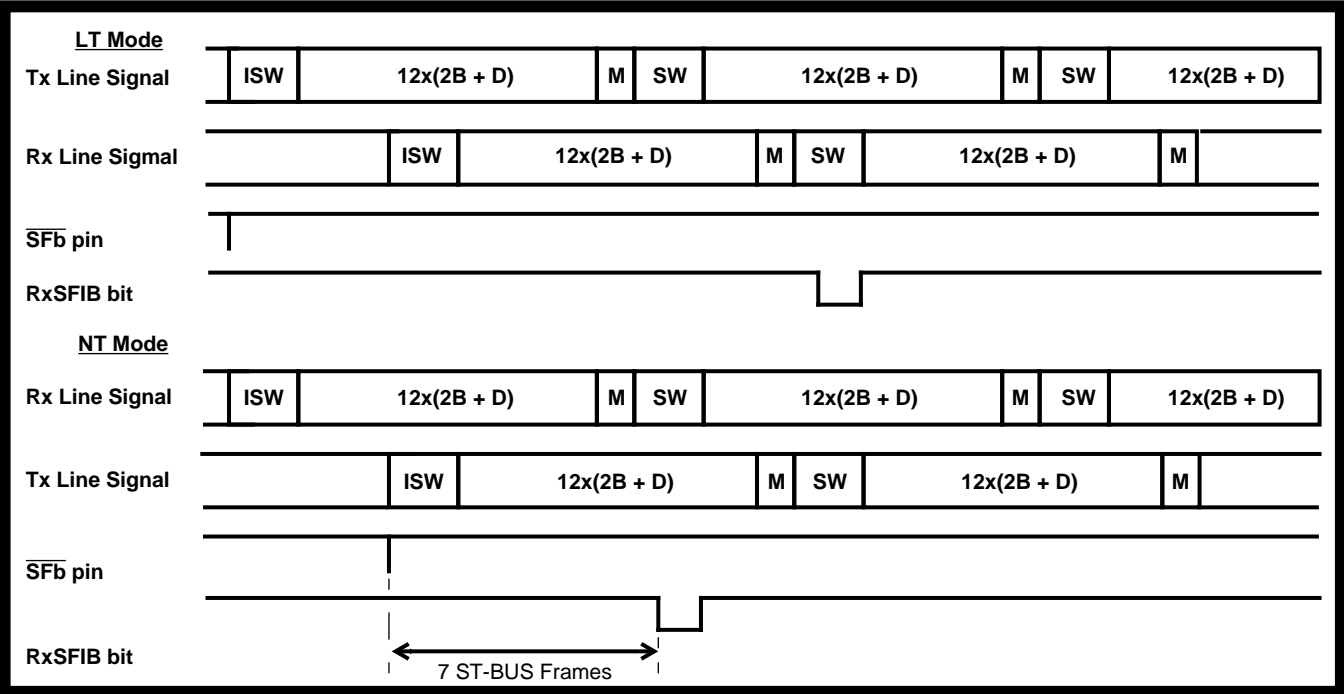 LT Mode
Tx Line Signal ISW 12x(2B + D) M SW 12x(2B + D) M SW 12x(2B + D)
Rx Line Sigmal ISW 12x(2B + D) M SW 12x(2B + D) M
SFb pin
RxSFIB bit
NT Mode
Rx Line Signal ISW 12x(2B + D) M SW 12x(2B + D) M SW 12x(2B + D)
Tx Line Signal ISW 12x(2B + D) M SW 12x(2B + D) M
SFb pin
RxSFIB bit
7 ST-BUS Frames